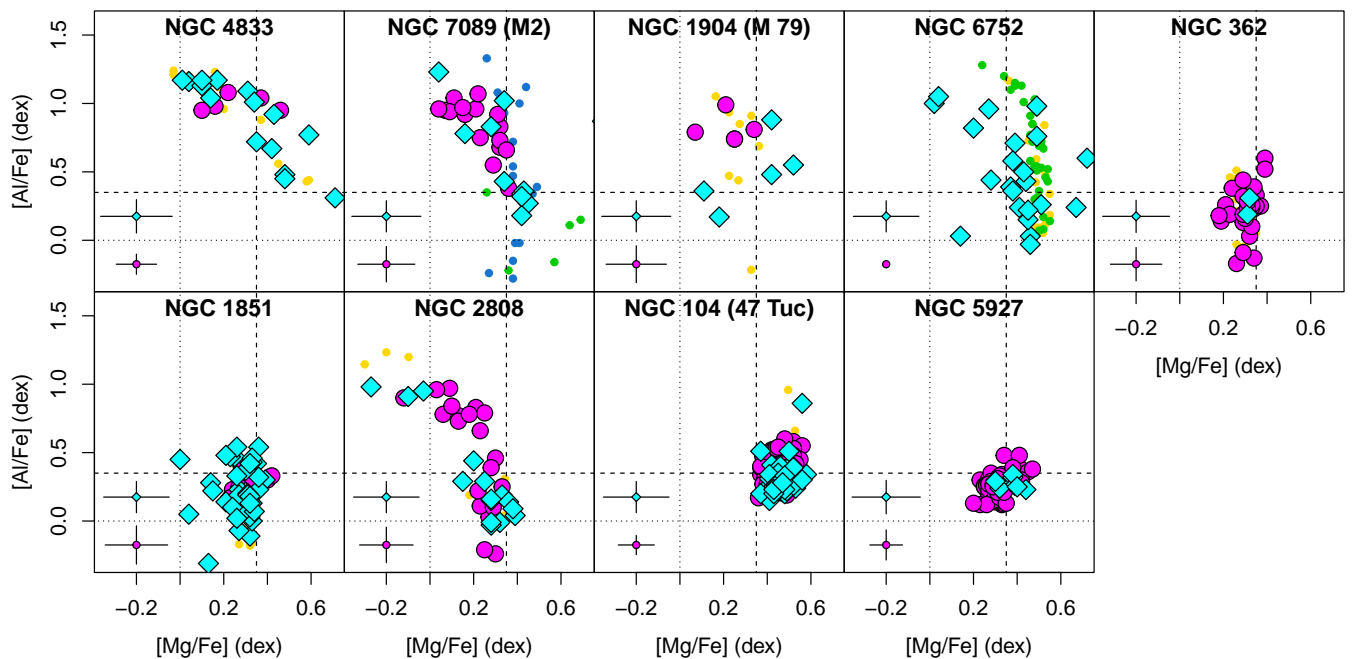 NGC 4833 NGC 7089 (M2) NGC 1904 (M 79) NGC 6752 NGC 362
1.5
1.0
0.5
0.0
[Al/Fe] (dex)
NGC 1851 NGC 2808 NGC 104 (47 Tuc) NGC 5927
1.5
1.0
0.5
0.0
[Al/Fe] (dex)
−0.2 0.2 0.6
[Mg/Fe] (dex)
−0.2 0.2 0.6 −0.2 0.2 0.6 −0.2 0.2 0.6 −0.2 0.2 0.6
[Mg/Fe] (dex) [Mg/Fe] (dex) [Mg/Fe] (dex) [Mg/Fe] (dex)